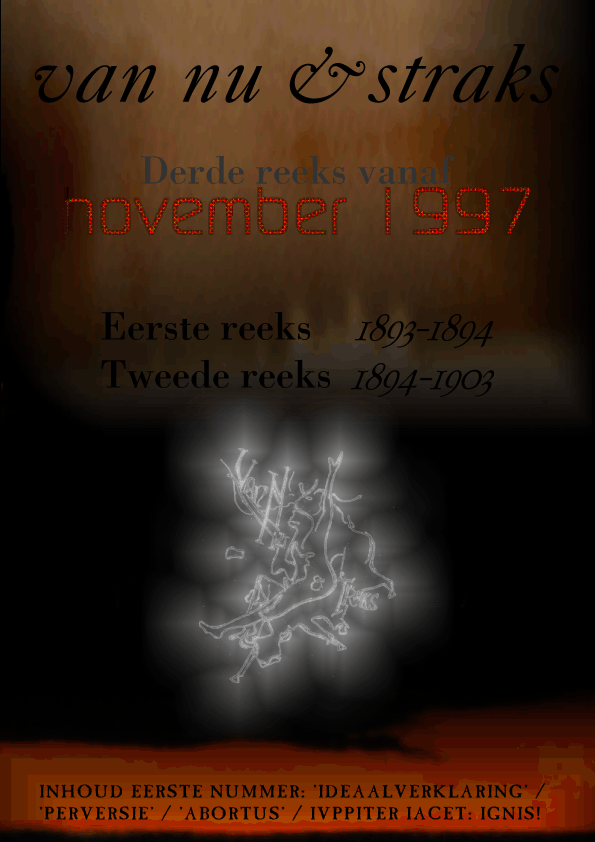 van nu & straks
Derde reeks vanaf
november 1997
Eerste reeks 1893-1894
Tweede reeks 1894-1903
INHOUD EERSTE NUMMER: 'IDEAALVERKLARING' /
'PERVERSIE' / 'ABORTUS' / IVPPITER IACET: IGNIS!